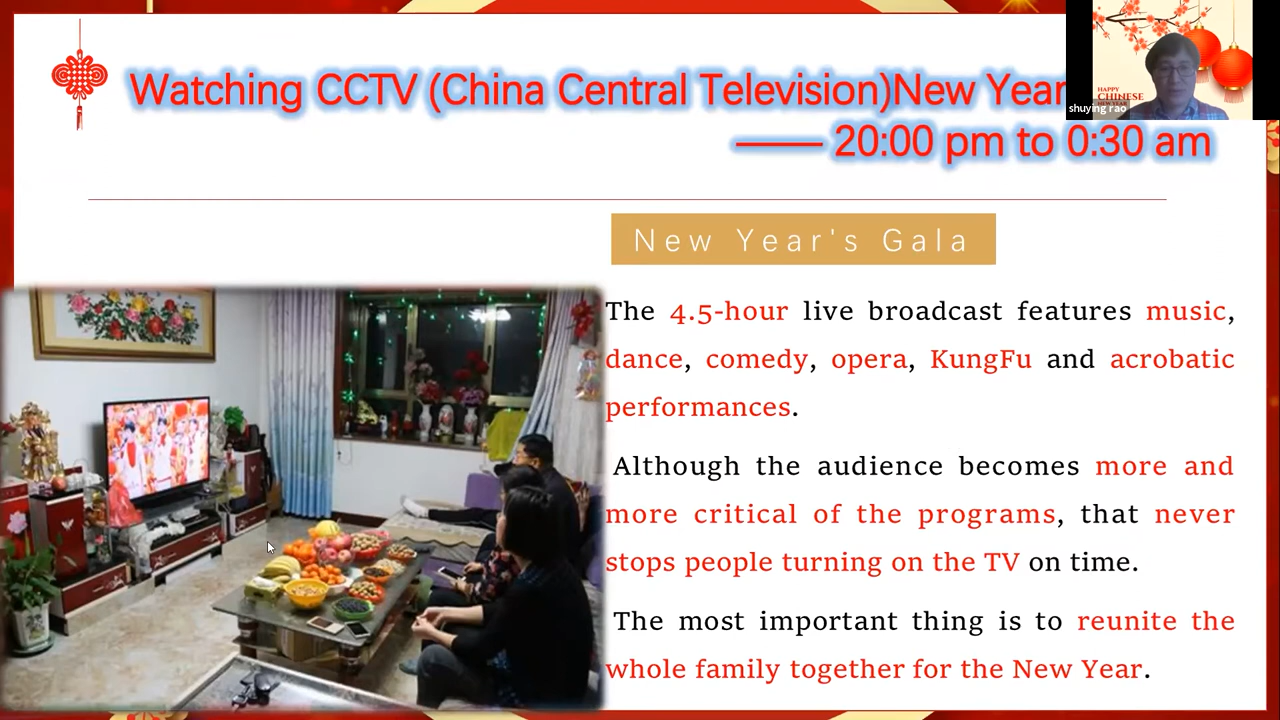 Watching CCTV (China Central Television)New Year
—— 20:00 pm to 0:30 am
HAPPY
CHINESE
NEW YEAR
shuying rao
New Year's Gala
The 4.5-hour live broadcast features music,
dance, comedy, opera, KungFu and acrobatic
performances.
Although the audience becomes more and
more critical of the programs, that never
stops people turning on the TV on time.
The most important thing is to reunite the
whole family together for the New Year.